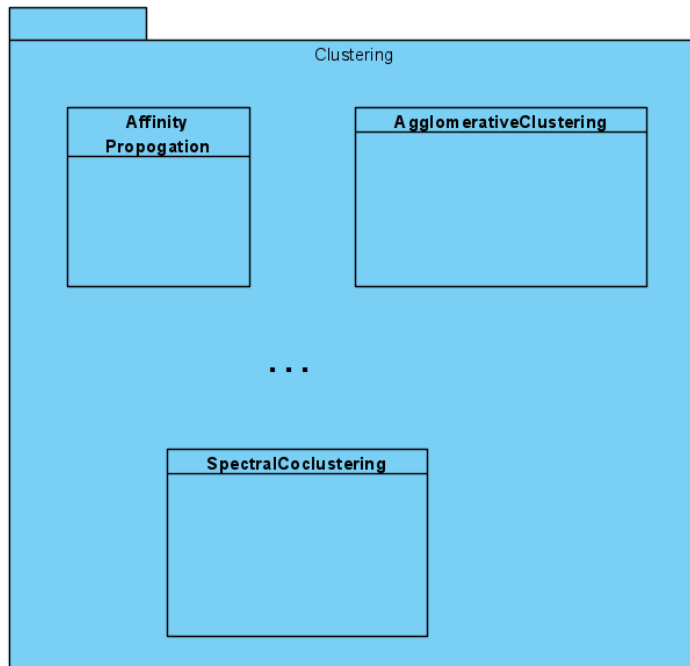 Clustering
Affinity
Propogation
AgglomerativeClustering
...
SpectralCoclustering